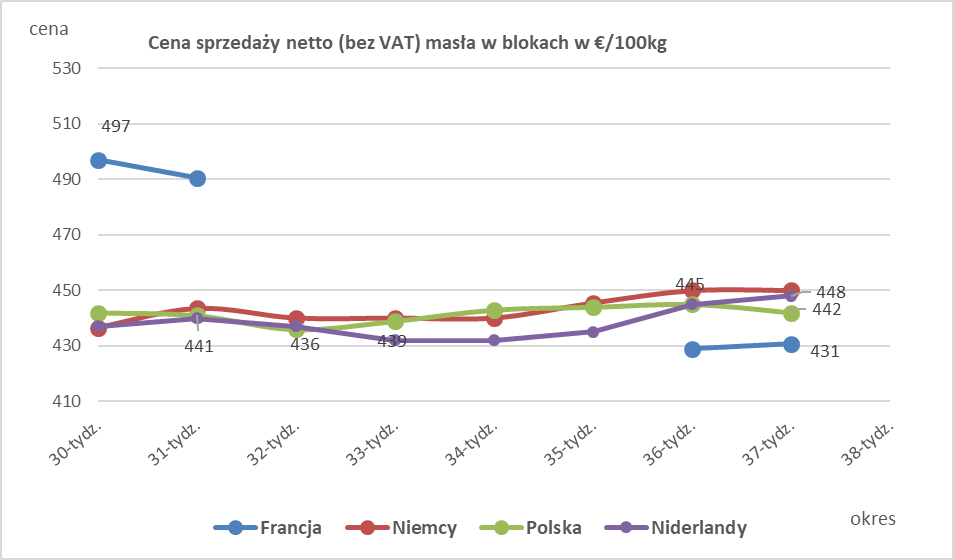 cena
Cena sprzedaży netto (bez VAT) masła w blokach w €/100kg
530
510
490
470
450
430
410
497
441
436
439
445
448
442
431
30-tydz.
31-tydz.
32-tydz.
33-tydz.
34-tydz.
35-tydz.
36-tydz.
37-tydz.
38-tydz.
okres
Francja Niemcy Polska Niderlandy